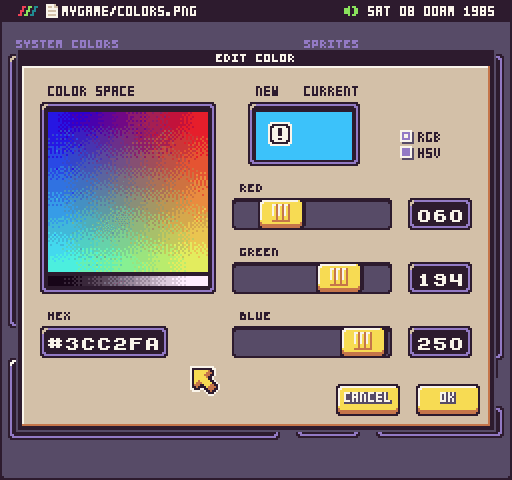 MYGAME/COLORS.PNG
SAT 08 00AM 1985
SYSTEM COLORS
SPRITES
EDIT COLOR
COLOR SPACE
NEW
CURRENT
!
RGB
HSV
RED
060
GREEN
194
HEX
#3CC2FA
BLUE
250
CANCEL
OK